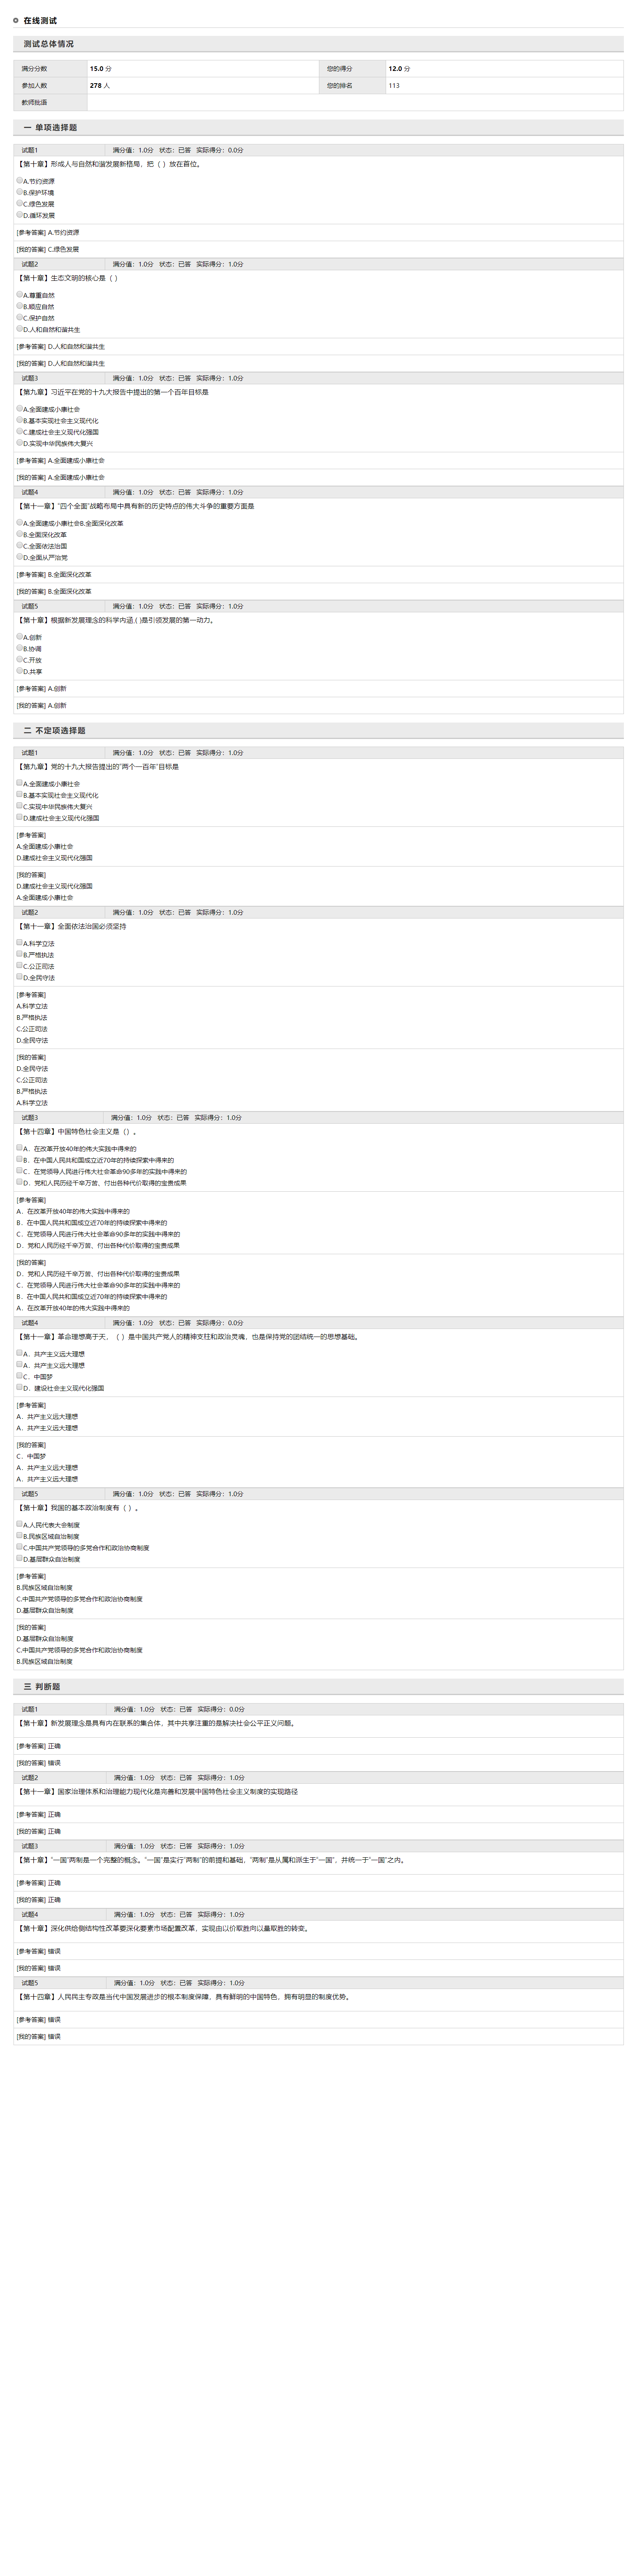 在线测试
测试总体情况
满分分数 15.0 分 您的得分 12.0 分
参加人数 278 人 您的排名 113
教师批语
一 单项选择题
试题1 满分值：1.0分 状态：已答 实际得分：0.0分
【第十章】形成人与自然和谐发展新格局，把（ ）放在首位。
A.节约资源
B.保护环境
C.绿色发展
D.循环发展
[参考答案] A.节约资源
[我的答案] C.绿色发展
试题2 满分值：1.0分 状态：已答 实际得分：1.0分
【第十章】生态文明的核心是（ ）
A.尊重自然
B.顺应自然
C.保护自然
D.人和自然和谐共生
[参考答案] D.人和自然和谐共生
[我的答案] D.人和自然和谐共生
试题3 满分值：1.0分 状态：已答 实际得分：1.0分
【第九章】习近平在党的十九大报告中提出的第一个百年目标是
A.全面建成小康社会
B.基本实现社会主义现代化
C.建成社会主义现代化强国
D.实现中华民族伟大复兴
[参考答案] A.全面建成小康社会
[我的答案] A.全面建成小康社会
试题4 满分值：1.0分 状态：已答 实际得分：1.0分
【第十一章】“四个全面”战略布局中具有新的历史特点的伟大斗争的重要方面是
A.全面建成小康社会B.全面深化改革
B.全面深化改革
C.全面依法治国
D.全面从严治党
[参考答案] B.全面深化改革
[我的答案] B.全面深化改革
试题5 满分值：1.0分 状态：已答 实际得分：1.0分
【第十章】根据新发展理念的科学内涵,( )是引领发展的第一动力。
A.创新
B.协调
C.开放
D.共享
[参考答案] A.创新
[我的答案] A.创新
二 不定项选择题
试题1 满分值：1.0分 状态：已答 实际得分：1.0分
【第九章】党的十九大报告提出的“两个一百年”目标是
A.全面建成小康社会
B.基本实现社会主义现代化
C.实现中华民族伟大复兴
D.建成社会主义现代化强国
[参考答案]
A.全面建成小康社会
D.建成社会主义现代化强国
[我的答案]
D.建成社会主义现代化强国
A.全面建成小康社会
试题2 满分值：1.0分 状态：已答 实际得分：1.0分
【第十一章】全面依法治国必须坚持
A.科学立法
B.严格执法
C.公正司法
D.全民守法
[参考答案]
A.科学立法
B.严格执法
C.公正司法
D.全民守法
[我的答案]
D.全民守法
C.公正司法
B.严格执法
A.科学立法
试题3 满分值：1.0分 状态：已答 实际得分：1.0分
【第十四章】中国特色社会主义是（）。
A．在改革开放40年的伟大实践中得来的
B．在中国人民共和国成立近70年的持续探索中得来的
C．在党领导人民进行伟大社会革命90多年的实践中得来的
D．党和人民历经千辛万苦、付出各种代价取得的宝贵成果
[参考答案]
A．在改革开放40年的伟大实践中得来的
B．在中国人民共和国成立近70年的持续探索中得来的
C．在党领导人民进行伟大社会革命90多年的实践中得来的
D．党和人民历经千辛万苦、付出各种代价取得的宝贵成果
[我的答案]
D．党和人民历经千辛万苦、付出各种代价取得的宝贵成果
C．在党领导人民进行伟大社会革命90多年的实践中得来的
B．在中国人民共和国成立近70年的持续探索中得来的
A．在改革开放40年的伟大实践中得来的
试题4 满分值：1.0分 状态：已答 实际得分：0.0分
【第十一章】革命理想高于天，（ ）是中国共产党人的精神支柱和政治灵魂，也是保持党的团结统一的思想基础。
A．共产主义远大理想
A．共产主义远大理想
C．中国梦
D．建设社会主义现代化强国
[参考答案]
A．共产主义远大理想
A．共产主义远大理想
[我的答案]
C．中国梦
A．共产主义远大理想
A．共产主义远大理想
试题5 满分值：1.0分 状态：已答 实际得分：1.0分
【第十章】我国的基本政治制度有（ ）。
A.人民代表大会制度
B.民族区域自治制度
C.中国共产党领导的多党合作和政治协商制度
D.基层群众自治制度
[参考答案]
B.民族区域自治制度
C.中国共产党领导的多党合作和政治协商制度
D.基层群众自治制度
[我的答案]
D.基层群众自治制度
C.中国共产党领导的多党合作和政治协商制度
B.民族区域自治制度
三 判断题
试题1 满分值：1.0分 状态：已答 实际得分：0.0分
【第十章】新发展理念是具有内在联系的集合体，其中共享注重的是解决社会公平正义问题。
[参考答案] 正确
[我的答案] 错误
试题2 满分值：1.0分 状态：已答 实际得分：1.0分
【第十一章】国家治理体系和治理能力现代化是完善和发展中国特色社会主义制度的实现路径
[参考答案] 正确
[我的答案] 正确
试题3 满分值：1.0分 状态：已答 实际得分：1.0分
【第十章】“一国”两制是一个完整的概念。“一国”是实行“两制”的前提和基础，“两制”是从属和派生于“一国”，并统一于“一国”之内。
[参考答案] 正确
[我的答案] 正确
试题4 满分值：1.0分 状态：已答 实际得分：1.0分
【第十章】深化供给侧结构性改革要深化要素市场配置改革，实现由以价取胜向以量取胜的转变。
[参考答案] 错误
[我的答案] 错误
试题5 满分值：1.0分 状态：已答 实际得分：1.0分
【第十四章】人民民主专政是当代中国发展进步的根本制度保障，具有鲜明的中国特色，拥有明显的制度优势。
[参考答案] 错误
[我的答案] 错误